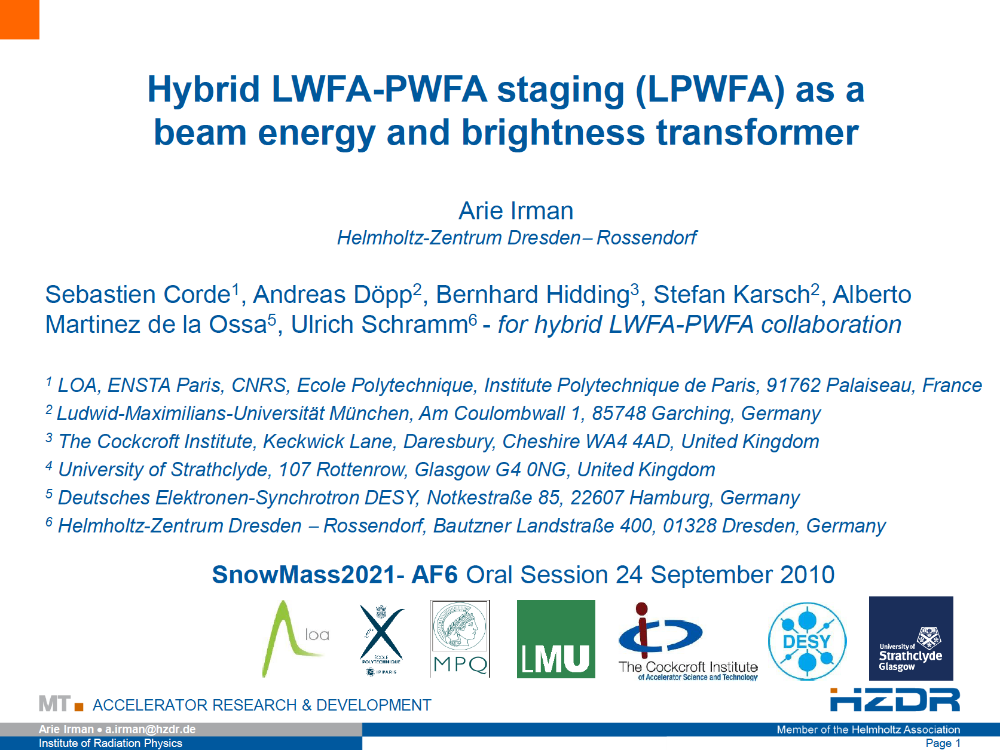 Hybrid LWFA-PWFA staging (LPWFA) as a
beam energy and brightness transformer
Arie Irman
Helmholtz-Zentrum Dresden – Rossendorf
Sebastien Corde¹, Andreas Döpp², Bernhard Hidding³, Stefan Karsch², Alberto
Martinez de la Ossa⁵, Ulrich Schramm⁶ - for hybrid LWFA-PWFA collaboration
¹ LOA, ENSTA Paris, CNRS, Ecole Polytechnique, Institute Polytechnique de Paris, 91762 Palaiseau, France
² Ludwid-Maximilians-Universität München, Am Coulombwall 1, 85748 Garching, Germany
³ The Cockcroft Institute, Keckwick Lane, Daresbury, Cheshire WA4 4AD, United Kingdom
⁴ University of Strathclyde, 107 Rottenrow, Glasgow G4 0NG, United Kingdom
⁵ Deutsches Elektronen-Synchrotron DESY, Notkestraße 85, 22607 Hamburg, Germany
⁶ Helmholtz-Zentrum Dresden – Rossendorf, Bautzner Landstraße 400, 01328 Dresden, Germany
SnowMass2021- AF6 Oral Session 24 September 2010
loa
l'X
ÉCOLE
POLYTECHNIQUE
IP PARIS
MPQ
LMU
The Cockcroft Institute
of Accelerator Science and Technology
DESY
University of
Strathclyde
Glasgow
MT ACCELERATOR RESEARCH & DEVELOPMENT
HZDR
Arie Irman • a.irman@hzdr.de
Member of the Helmholtz Association
Institute of Radiation Physics
Page 1